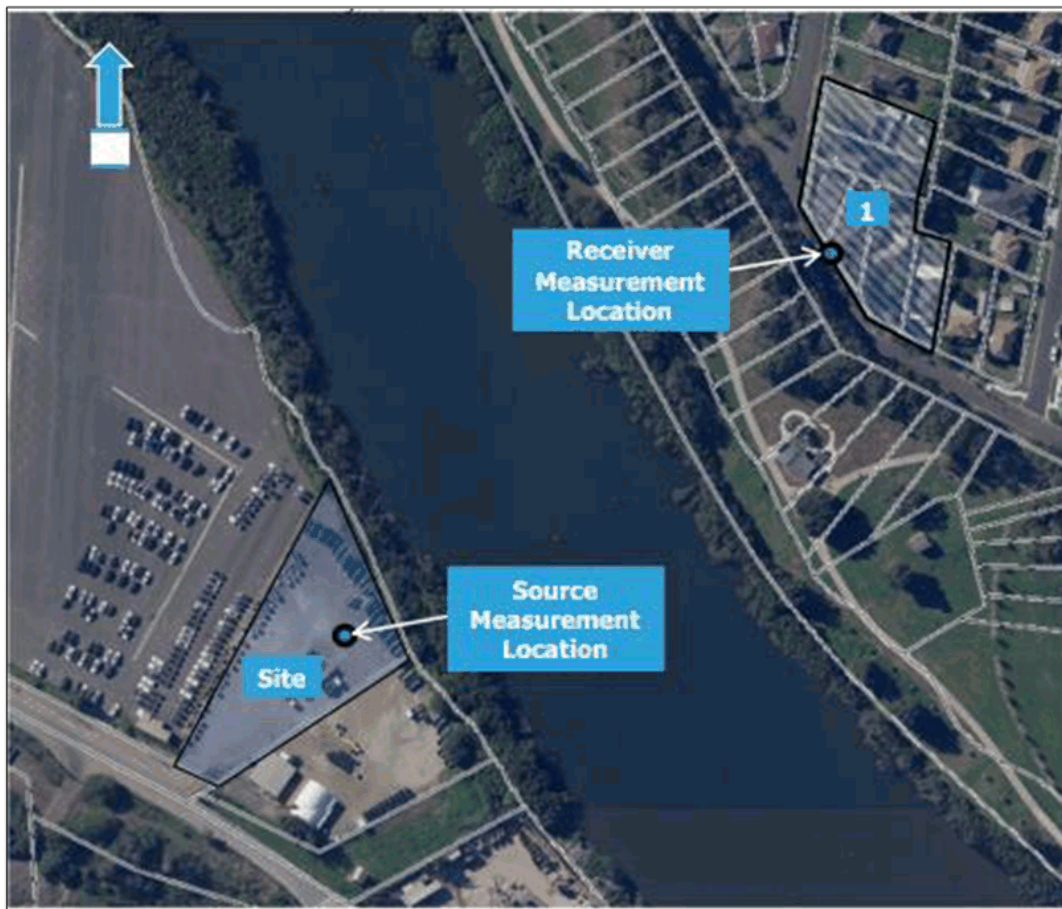 1
Receiver
Measurement
Location
Source
Measurement
Location
Site